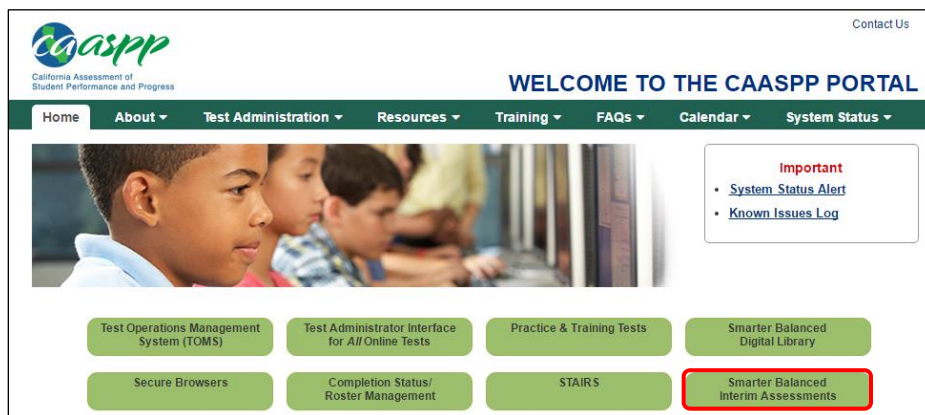 Contact Us
caaspp
California Assessment of
Student Performance and Progress
WELCOME TO THE CAASPP PORTAL
Home About Test Administration Resources Training FAQs Calendar System Status
Important
• System Status Alert
• Known Issues Log
Test Operations Management
System (TOMS)
Test Administrator Interface
for All Online Tests
Practice & Training Tests
Smarter Balanced
Digital Library
Secure Browsers
Completion Status/
Roster Management
STAIRS
Smarter Balanced
Interim Assessments